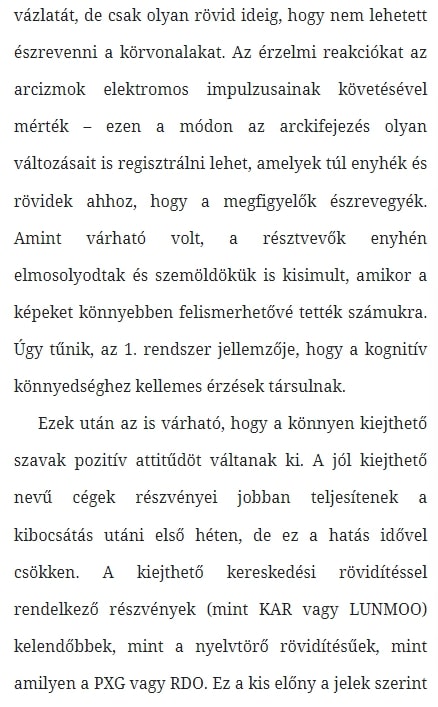 vázlatát, de csak olyan rövid ideig, hogy nem lehetett
észrevenni a körvonalakat. Az érzelmi reakciókat az
arcizmok elektromos impulzusainak követésével
mérték – ezen a módon az arckifejezés olyan
változásait is regisztrálni lehet, amelyek túl enyhék és
rövidek ahhoz, hogy a megfigyelők észrevegyék.
Amint várható volt, a résztvevők enyhén
elmosolyodtak és szemöldökük is kisimult, amikor a
képeket könnyebben felismerhetővé tették számukra.
Úgy tűnik, az 1. rendszer jellemzője, hogy a kognitív
könnyedséghez kellemes érzések társulnak.
Ezek után az is várható, hogy a könnyen kiejthető
szavak pozitív attitűdöt váltanak ki. A jól kiejthető
nevű cégek részvényei jobban teljesítenek a
kibocsátás utáni első héten, de ez a hatás idővel
csökken. A kiejthető kereskedési rövidítéssel
rendelkező részvények (mint KAR vagy LUNMOO)
kelendőbbek, mint a nyelvtörő rövidítésűek, mint
amilyen a PXG vagy RDO. Ez a kis előny a jelek szerint